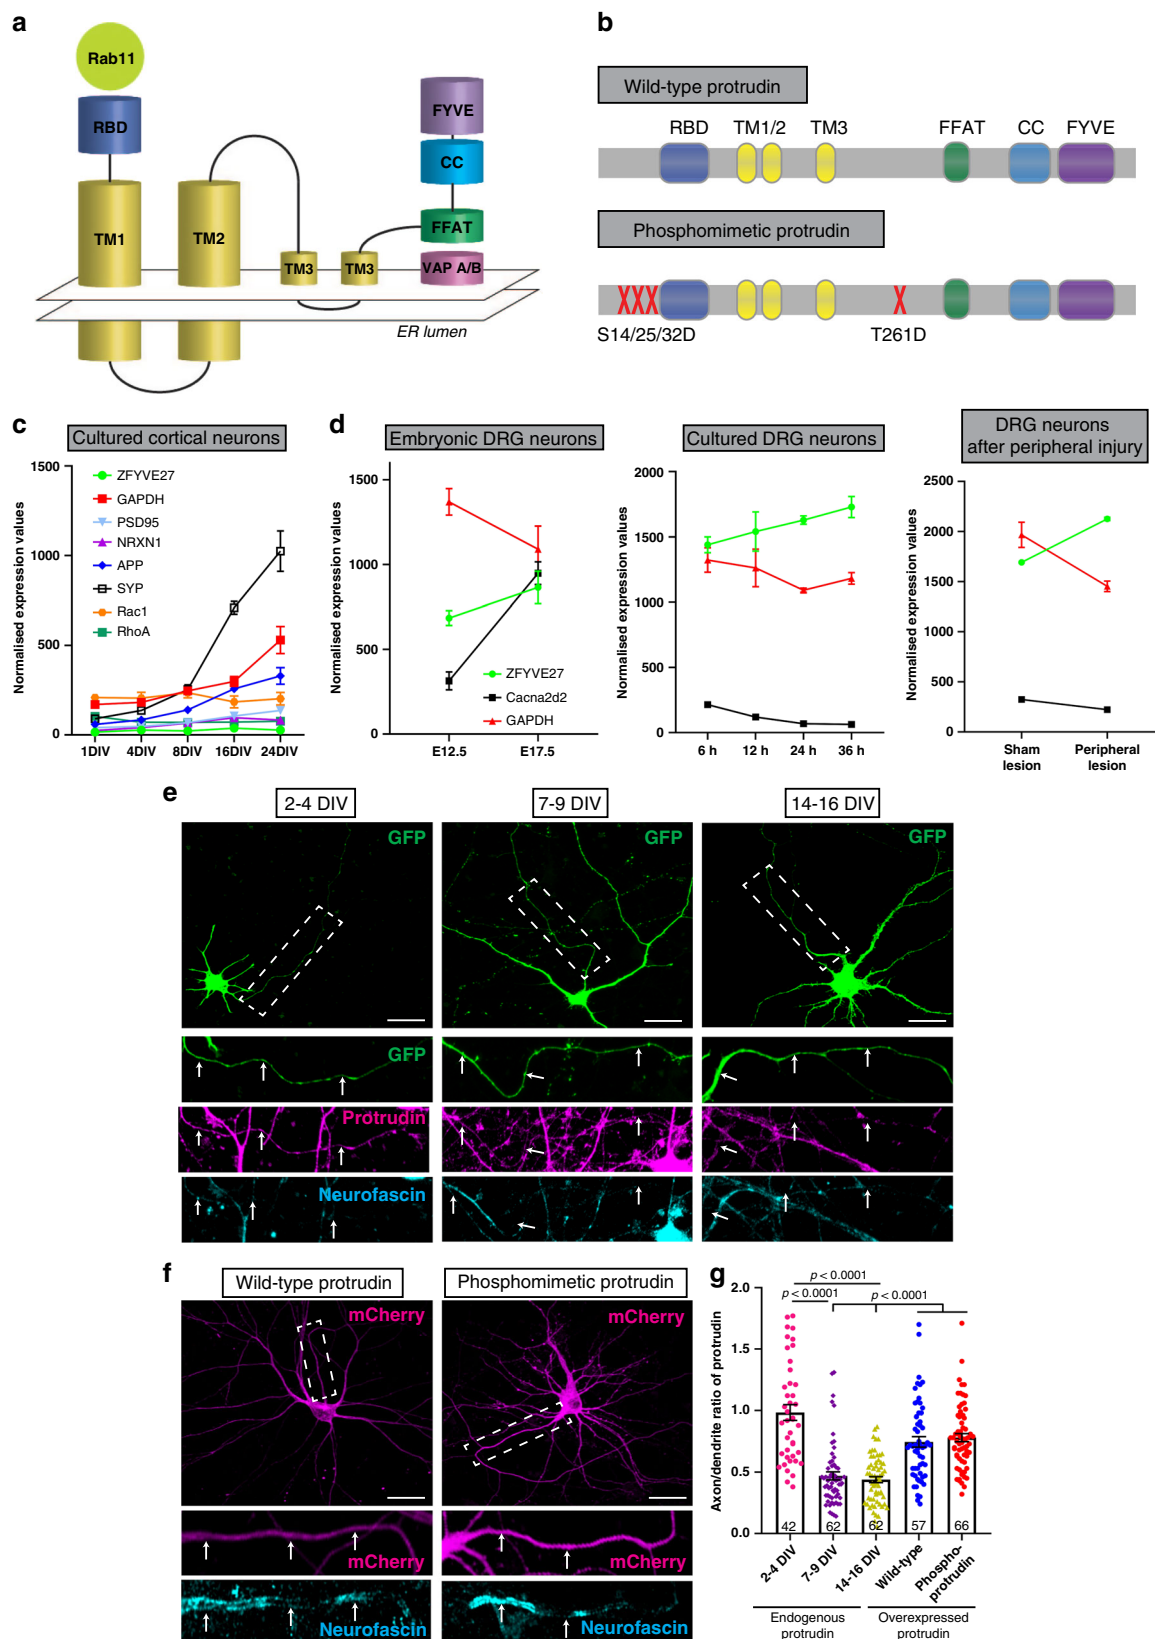 a
Rab11
RBD
TM1
TM2
TM3
TM3
FYVE
CC
FFAT
VAP A/B
ER lumen
b
Wild-type protrudin
RBD TM1/2 TM3 FFAT CC FYVE
Phosphomimetic protrudin
S14/25/32D T261D
c
Cultured cortical neurons
Normalised expression values
1500
1000
500
0
ZFYVE27
GAPDH
PSD95
NRXN1
APP
SYP
Rac1
RhoA
1DIV 4DIV 8DIV 16DIV 24DIV
d
Embryonic DRG neurons
Normalised expression values
1500
1000
500
0
ZFYVE27
Cacna2d2
GAPDH
E12.5 E17.5
Cultured DRG neurons
Normalised expression values
2000
1500
1000
500
0
6 h 12 h 24 h 36 h
DRG neurons
after peripheral injury
Normalised expression values
2500
2000
1500
1000
500
0
Sham
lesion
Peripheral
lesion
e
2-4 DIV 7-9 DIV 14-16 DIV
GFP GFP GFP
GFP
Protrudin
Neurofascin
f
Wild-type protrudin Phosphomimetic protrudin
mCherry mCherry
mCherry mCherry
Neurofascin Neurofascin
g
Axon/dendrite ratio of protrudin
2.0
1.5
1.0
0.5
0.0
p < 0.0001
p < 0.0001 p < 0.0001
42 62 62 57 66
2-4 DIV
7-9 DIV
14-16 DIV
Wild-type
Phospho-
protrudin
Endogenous
protrudin
Overexpressed
protrudin